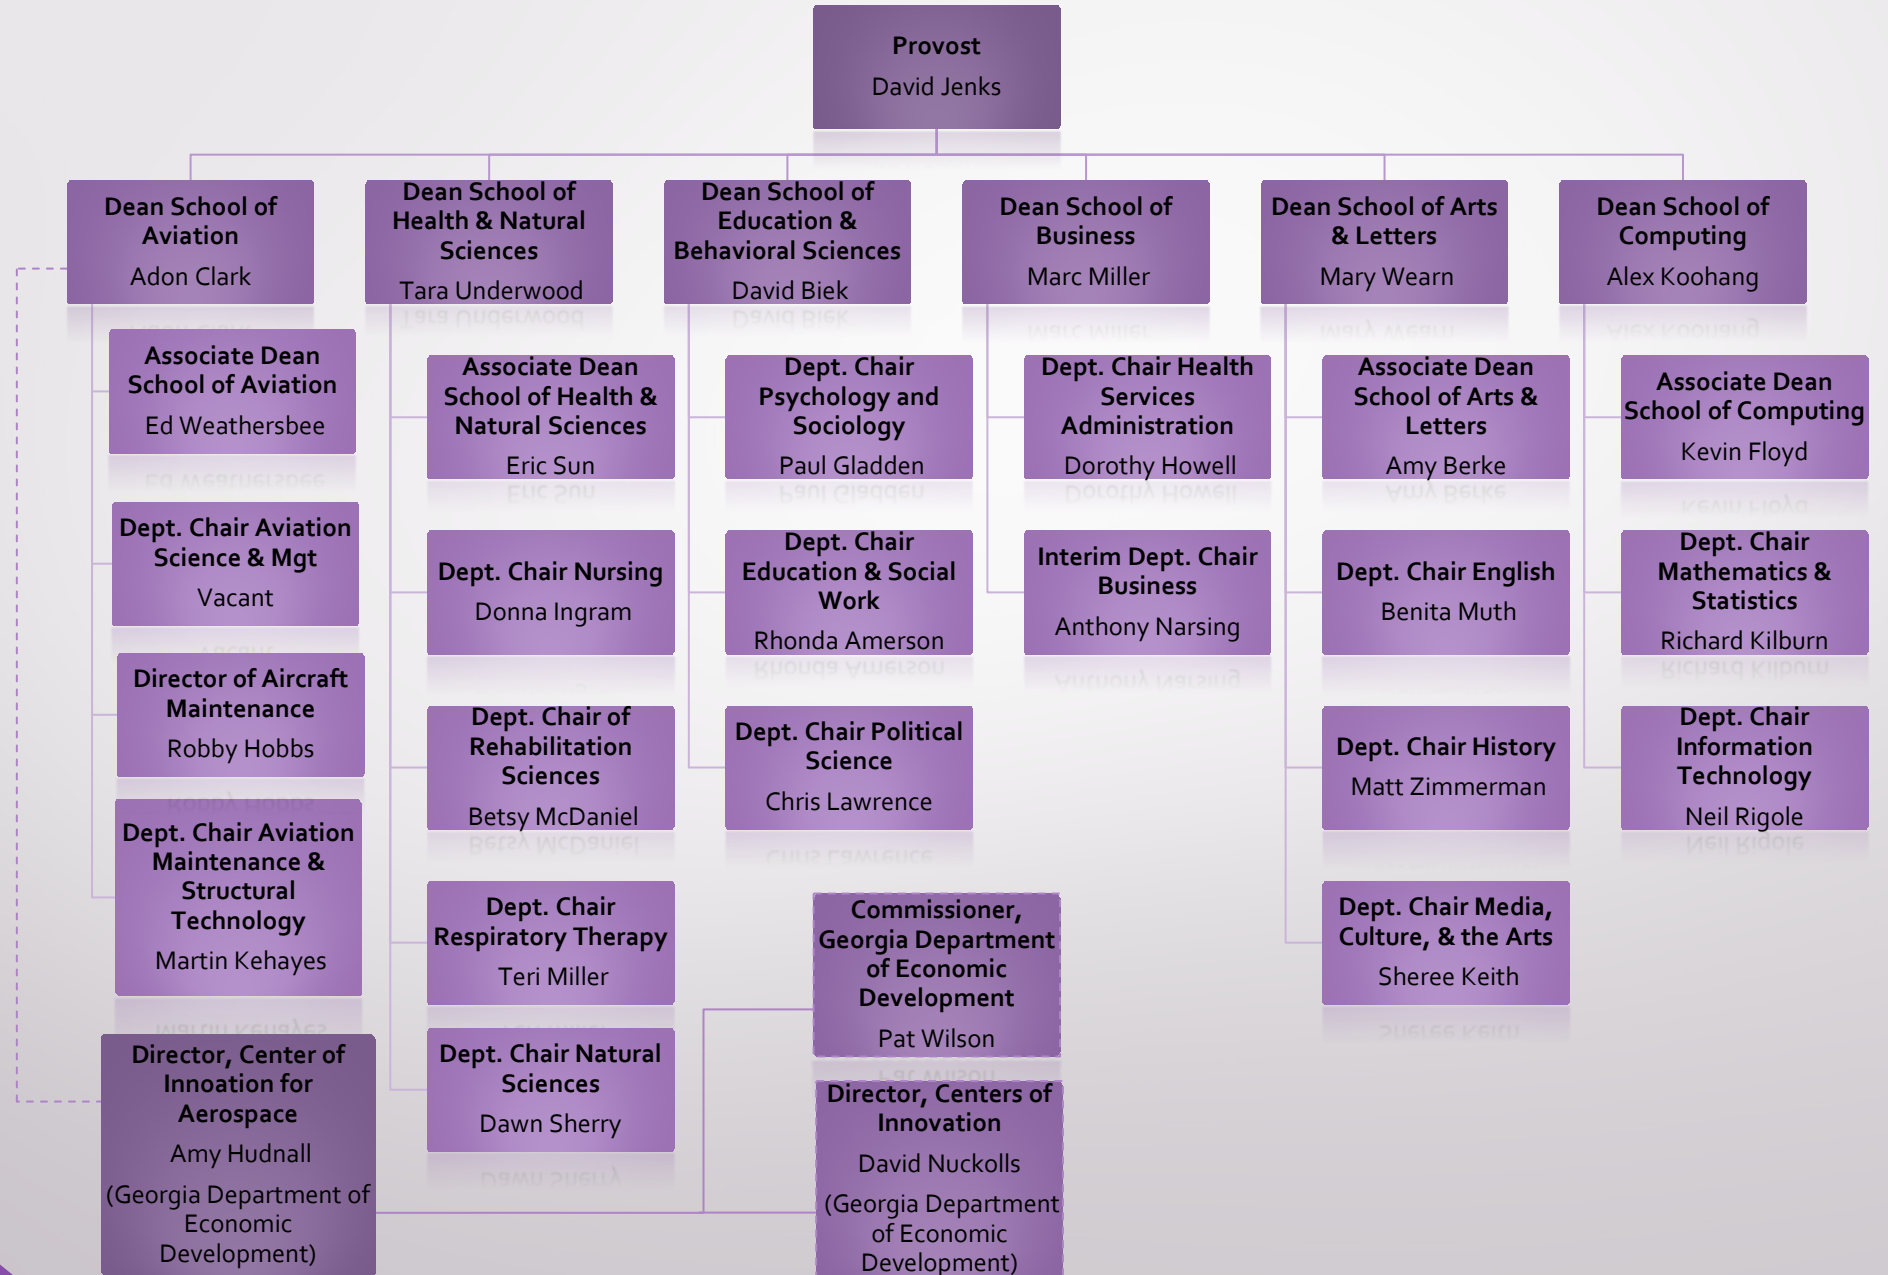 Provost
David Jenks
Dean School of
Aviation
Adon Clark
Associate Dean
School of Aviation
Ed Weathersbee
Dept. Chair Aviation
Science & Mgt
Vacant
Director of Aircraft
Maintenance
Robby Hobbs
Dept. Chair Aviation
Maintenance &
Structural
Technology
Martin Kehayes
Director, Center of
Innoation for
Aerospace
Amy Hudnall
(Georgia Department of
Economic
Development)
Dean School of
Health & Natural
Sciences
Tara Underwood
Associate Dean
School of Health &
Natural Sciences
Eric Sun
Dept. Chair Nursing
Donna Ingram
Dept. Chair of
Rehabilitation
Sciences
Betsy McDaniel
Dept. Chair
Respiratory Therapy
Teri Miller
Dept. Chair Natural
Sciences
Dawn Sherry
Dean School of
Education &
Behavioral Sciences
David Biek
Dept. Chair
Psychology and
Sociology
Paul Gladden
Dept. Chair
Education & Social
Work
Rhonda Amerson
Dept. Chair Political
Science
Chris Lawrence
Commissioner,
Georgia Department
of Economic
Development
Pat Wilson
Director, Centers of
Innovation
David Nuckolls
(Georgia Department
of Economic
Development)
Dean School of
Business
Marc Miller
Dept. Chair Health
Services
Administration
Dorothy Howell
Interim Dept. Chair
Business
Anthony Narsing
Dean School of Arts
& Letters
Mary Wearn
Associate Dean
School of Arts &
Letters
Amy Berke
Dept. Chair English
Benita Muth
Dept. Chair History
Matt Zimmerman
Dept. Chair Media,
Culture, & the Arts
Sheree Keith
Dean School of
Computing
Alex Koohang
Associate Dean
School of Computing
Kevin Floyd
Dept. Chair
Mathematics &
Statistics
Richard Kilburn
Dept. Chair
Information
Technology
Neil Rigole